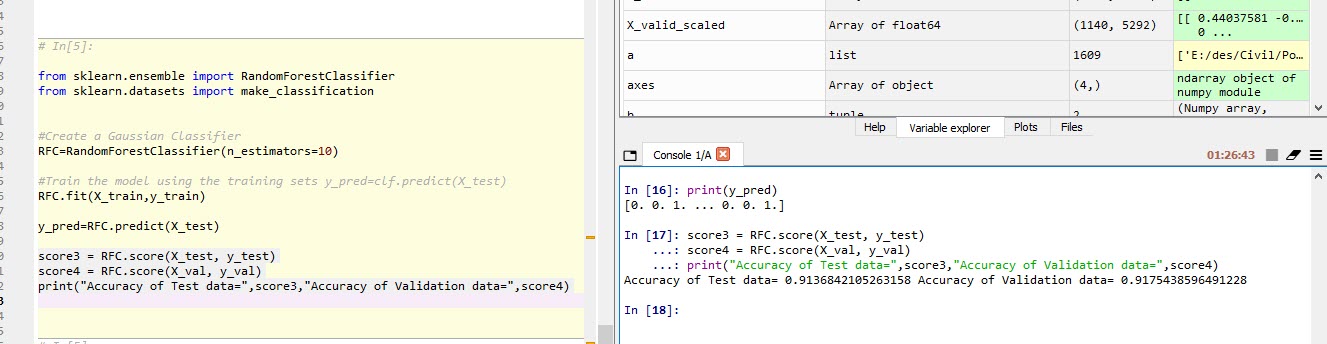 # In[5]:
from sklearn.ensemble import RandomForestClassifier
from sklearn.datasets import make_classification
#Create a Gaussian Classifier
RFC=RandomForestClassifier(n_estimators=10)
#Train the model using the training sets y_pred=clf.predict(X_test)
RFC.fit(X_train,y_train)
y_pred=RFC.predict(X_test)
score3 = RFC.score(X_test, y_test)
score4 = RFC.score(X_val, y_val)
print("Accuracy of Test data=",score3,"Accuracy of Validation data=",score4)
X_valid_scaled Array of float64 (1140, 5292) [[ 0.44037581 -0.…
0 ...
a list 1609 ['E:/des/Civil/Po…
axes Array of object (4,) ndarray object of
numpy module
(Numpy array,
Help Variable explorer Plots Files
Console 1/A 01:26:43
In [16]: print(y_pred)
[0. 0. 1. ... 0. 0. 1.]
In [17]: score3 = RFC.score(X_test, y_test)
...: score4 = RFC.score(X_val, y_val)
...: print("Accuracy of Test data=",score3,"Accuracy of Validation data=",score4)
Accuracy of Test data= 0.9136842105263158 Accuracy of Validation data= 0.9175438596491228
In [18]: